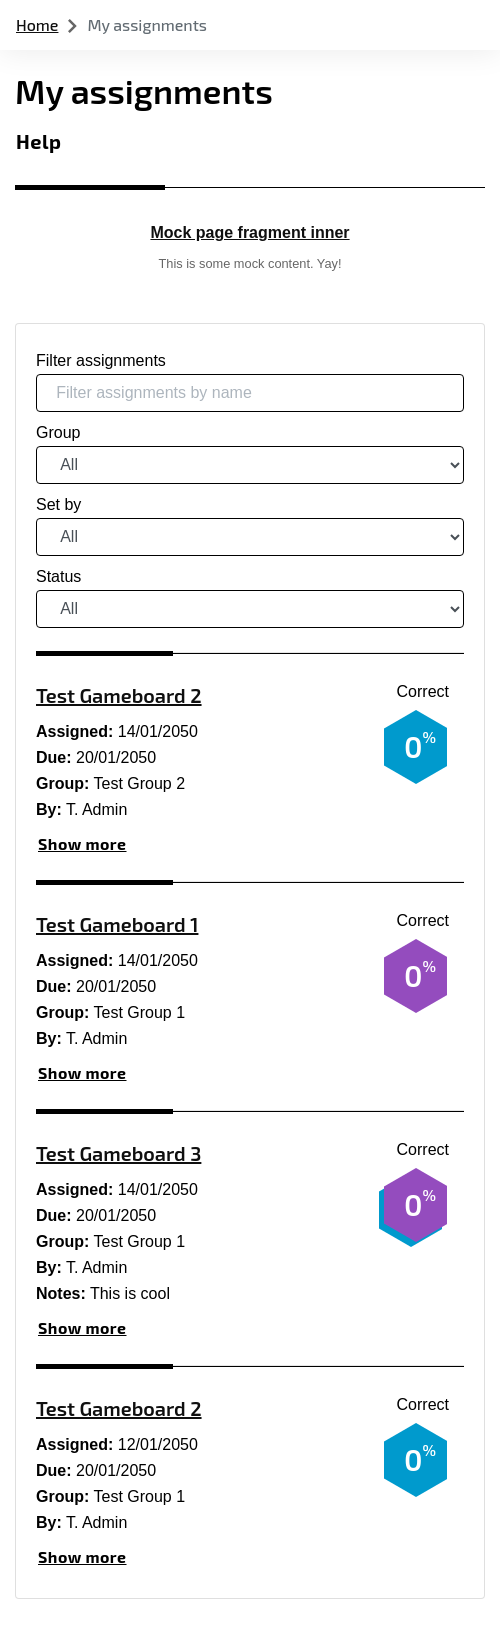 Home > My assignments
My assignments
Help
Mock page fragment inner
This is some mock content. Yay!
Filter assignments
Filter assignments by name
Group
All
Set by
All
Status
All
Test Gameboard 2
Correct
Assigned: 14/01/2050
0%
Due: 20/01/2050
Group: Test Group 2
By: T. Admin
Show more
Test Gameboard 1
Correct
Assigned: 14/01/2050
0%
Due: 20/01/2050
Group: Test Group 1
By: T. Admin
Show more
Test Gameboard 3
Correct
Assigned: 14/01/2050
0%
Due: 20/01/2050
Group: Test Group 1
By: T. Admin
Notes: This is cool
Show more
Test Gameboard 2
Correct
Assigned: 12/01/2050
0%
Due: 20/01/2050
Group: Test Group 1
By: T. Admin
Show more